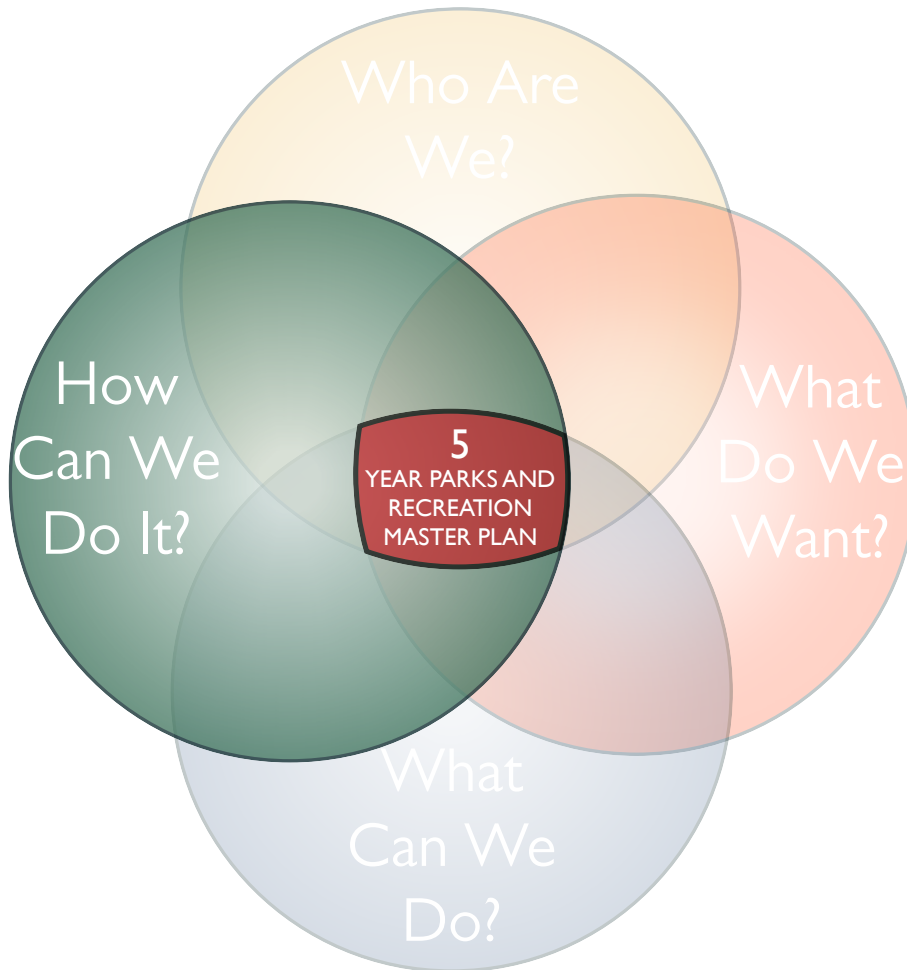 Who Are
We?
How
Can We
Do It?
What
Do We
Want?
5
YEAR PARKS AND
RECREATION
MASTER PLAN
What
Can We
Do?